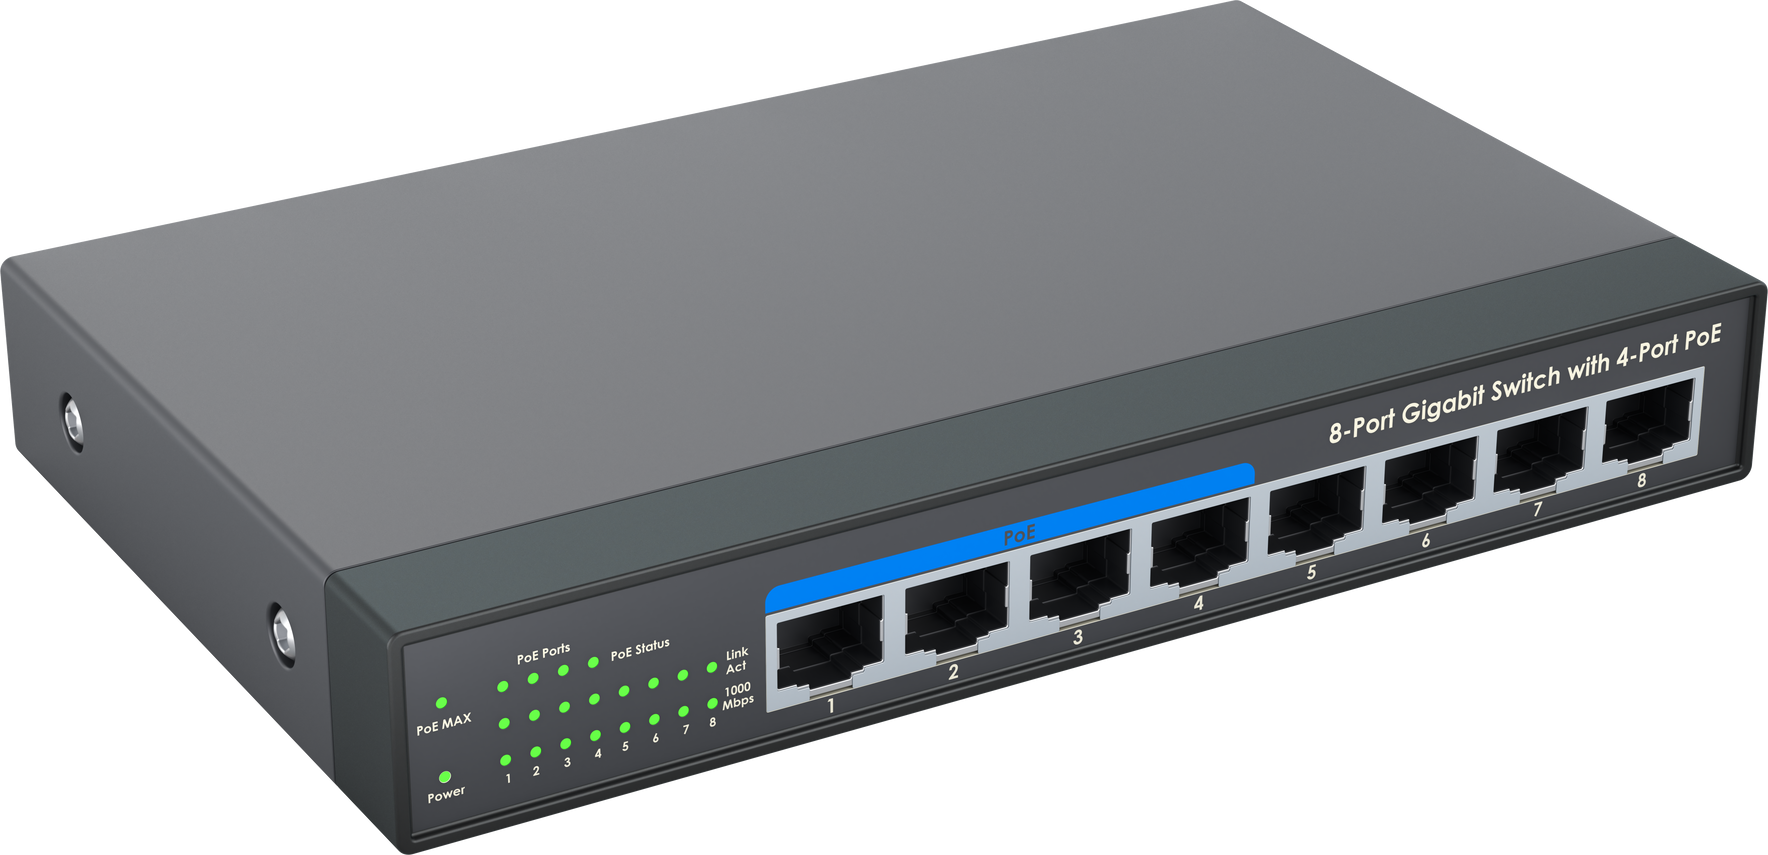 8-Port Gigabit Switch with 4-Port PoE
PoE
1 2 3 4 5 6 7 8
PoE Ports
PoE Status
Link
Act
1000
Mbps
PoE MAX
1 2 3 4 5 6 7 8
Power